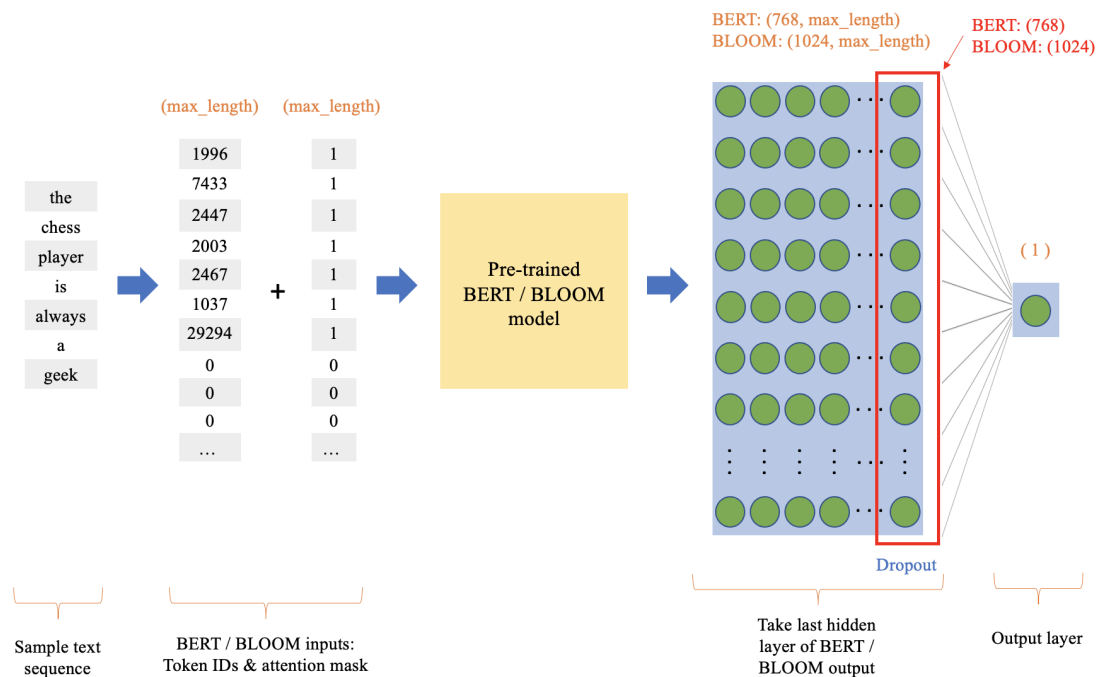 BERT: (768, max_length)
BLOOM: (1024, max_length)
BERT: (768)
BLOOM: (1024)
(max_length)
(max_length)
the
chess
player
is
always
a
geek
1996
7433
2447
2003
2467
1037
29294
0
0
0
...
+
1
1
1
1
1
1
1
0
0
0
...
Pre-trained
BERT / BLOOM
model
( 1 )
Dropout
Sample text
sequence
BERT / BLOOM inputs:
Token IDs & attention mask
Take last hidden
layer of BERT /
BLOOM output
Output layer